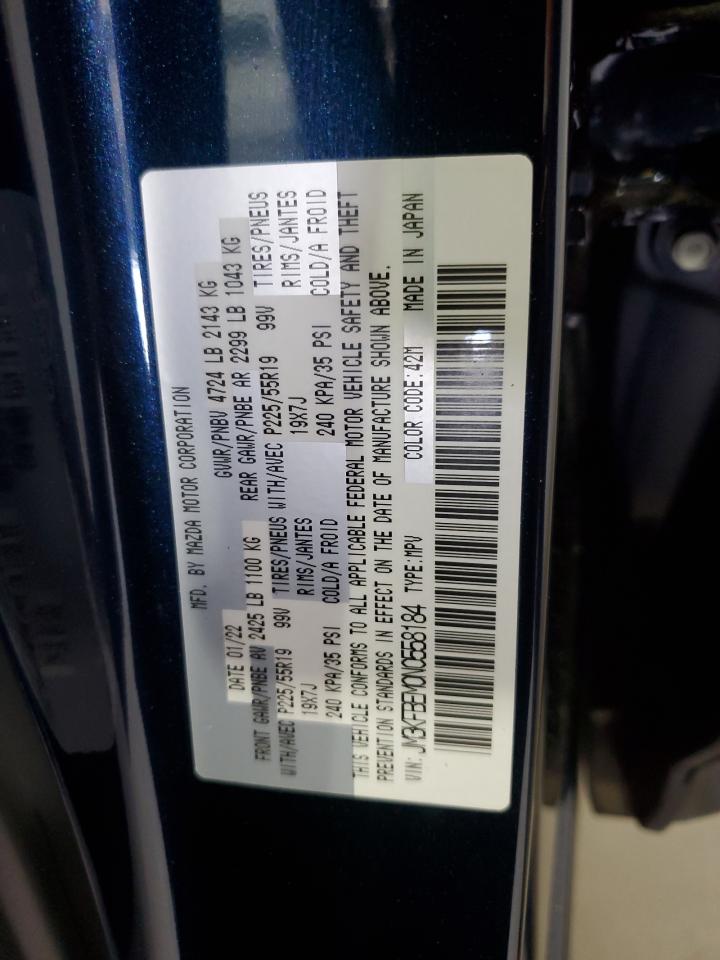 MFD. BY MAZDA MOTOR CORPORATION
DATE 01/22 GVWR/PNBV 4724 LB 2143 KG
FRONT GAWR/PNBE AV 2425 LB 1100 KG REAR GAWR/PNBE AR 2299 LB 1043 KG
WITH/AVEC P225/55R19 99V TIRES/PNEUS WITH/AVEC P225/55R19 99V TIRES/PNEUS
19X7J RIMS/JANTES 19X7J RIMS/JANTES
240 KPA/35 PSI COLD/A FROID 240 KPA/35 PSI COLD/A FROID
THIS VEHICLE CONFORMS TO ALL APPLICABLE FEDERAL MOTOR VEHICLE SAFETY AND THEFT
PREVENTION STANDARDS IN EFFECT ON THE DATE OF MANUFACTURE SHOWN ABOVE.
VIN: JM3KFBEM0N0558184 TYPE:MPV COLOR CODE:42M MADE IN JAPAN